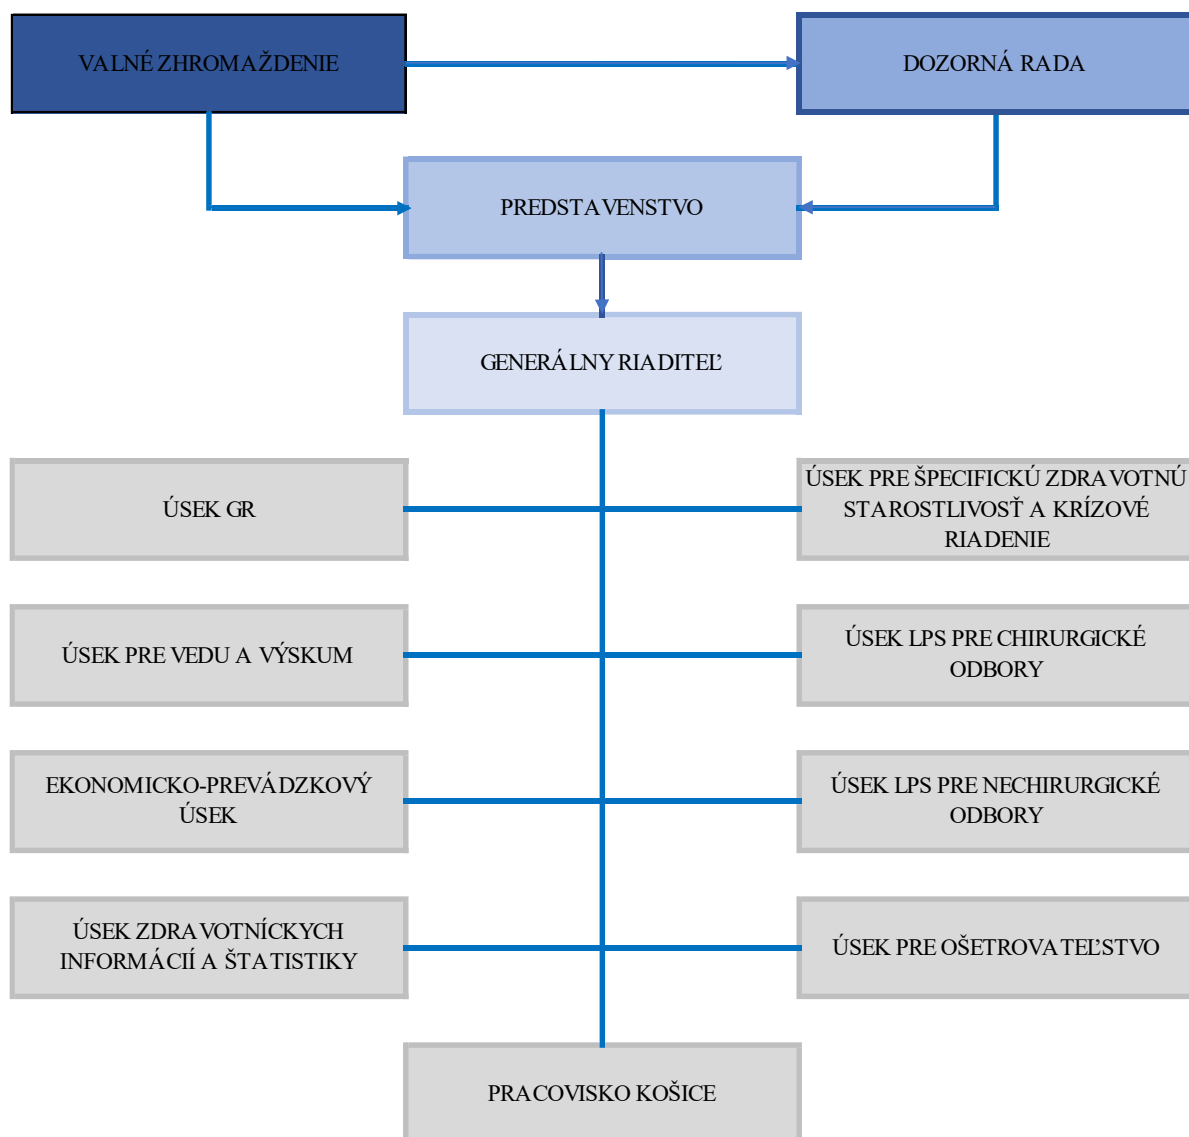 VALNÉ ZHROMAŽDENIE
DOZORNÁ RADA
PREDSTAVENSTVO
GENERÁLNY RIADITEĽ
ÚSEK GR
ÚSEK PRE ŠPECIFICKÚ ZDRAVOTNÚ
STAROSTLIVOSŤ A KRÍZOVÉ
RIADENIE
ÚSEK PRE VEDU A VÝSKUM
ÚSEK LPS PRE CHIRURGICKÉ
ODBORY
EKONOMICKO-PREVÁDZKOVÝ
ÚSEK
ÚSEK LPS PRE NECHIRURGICKÉ
ODBORY
ÚSEK ZDRAVOTNÍCKYCH
INFORMÁCIÍ A ŠTATISTIKY
ÚSEK PRE OŠETROVATEĽSTVO
PRACOVISKO KOŠICE